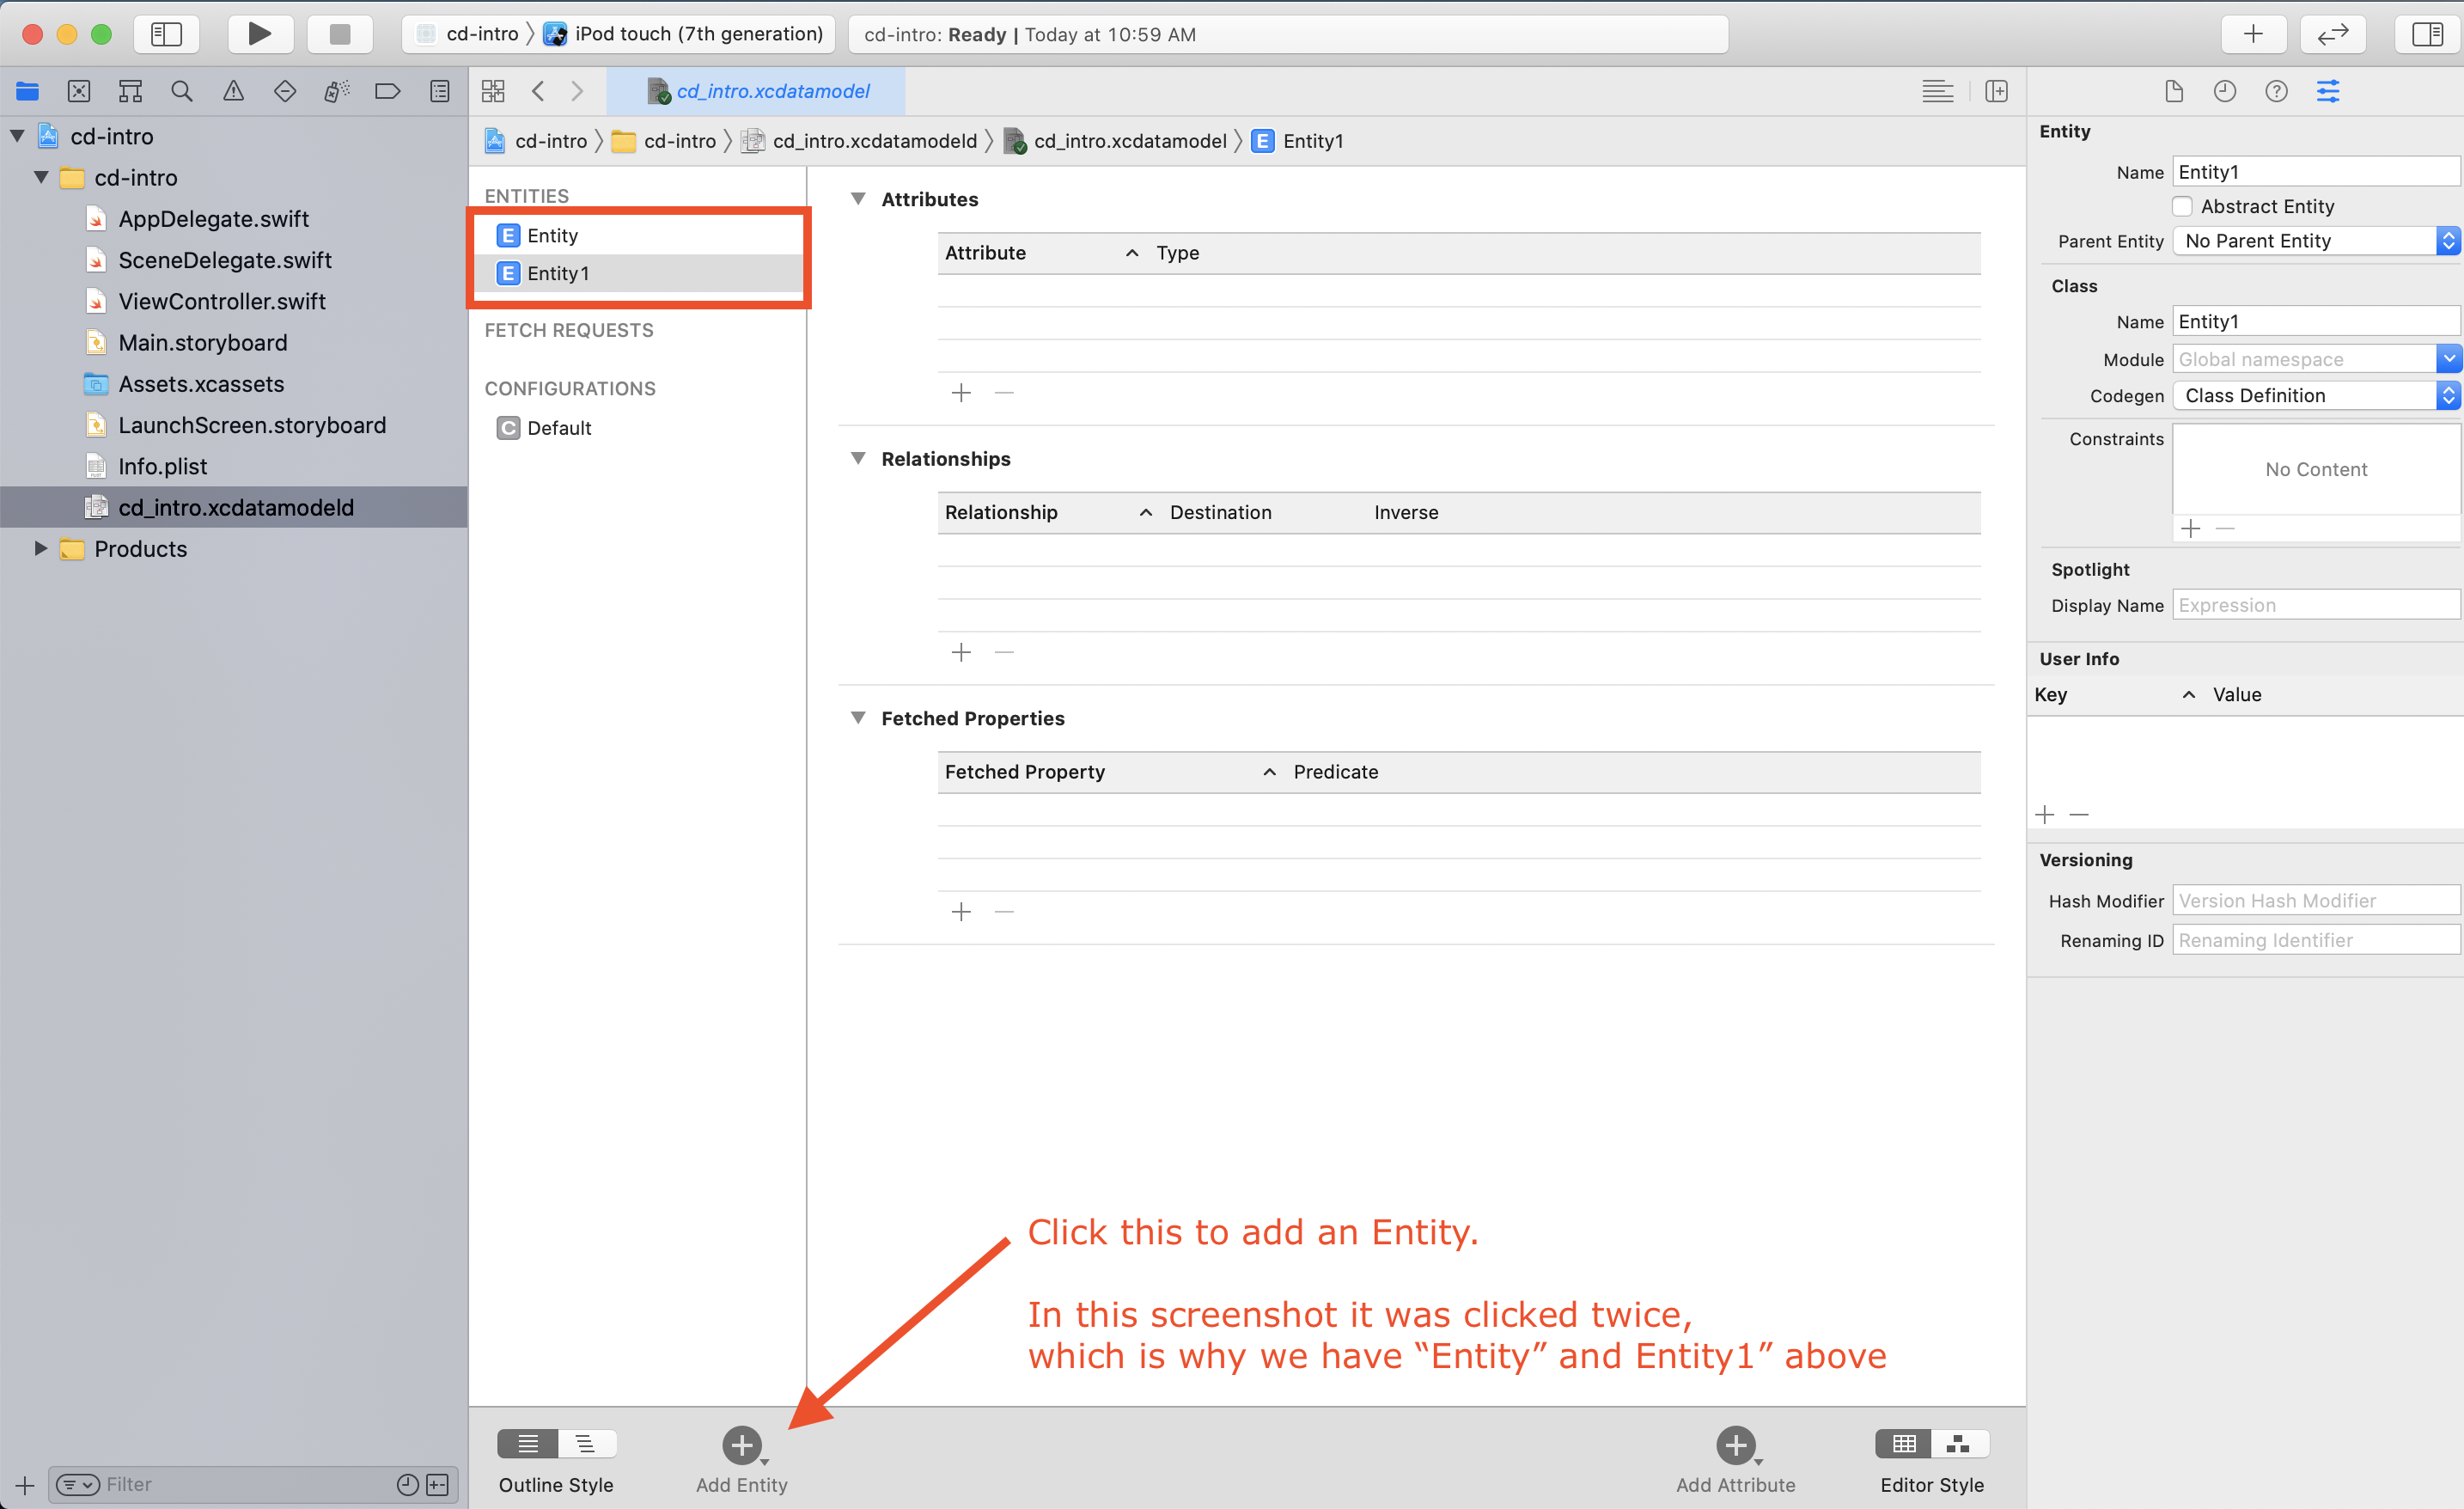 cd-intro
iPod touch (7th generation)
cd-intro: Ready | Today at 10:59 AM
cd_intro.xcdatamodel
cd-intro
cd-intro
AppDelegate.swift
SceneDelegate.swift
ViewController.swift
Main.storyboard
Assets.xcassets
LaunchScreen.storyboard
Info.plist
cd_intro.xcdatamodeld
Products
Filter
cd-intro
cd-intro
cd_intro.xcdatamodeld
cd_intro.xcdatamodel
E
Entity1
ENTITIES
E Entity
E Entity1
FETCH REQUESTS
CONFIGURATIONS
C Default
Attributes
Attribute
Type
Relationships
Relationship
Destination
Inverse
Fetched Properties
Fetched Property
Predicate
Click this to add an Entity.
In this screenshot it was clicked twice,
which is why we have “Entity” and Entity1” above
Outline Style
Add Entity
Add Attribute
Editor Style
Entity
Name Entity1
Abstract Entity
Parent Entity No Parent Entity
Class
Name Entity1
Module Global namespace
Codegen Class Definition
Constraints No Content
Spotlight
Display Name Expression
User Info
Key
Value
Versioning
Hash Modifier Version Hash Modifier
Renaming ID Renaming Identifier